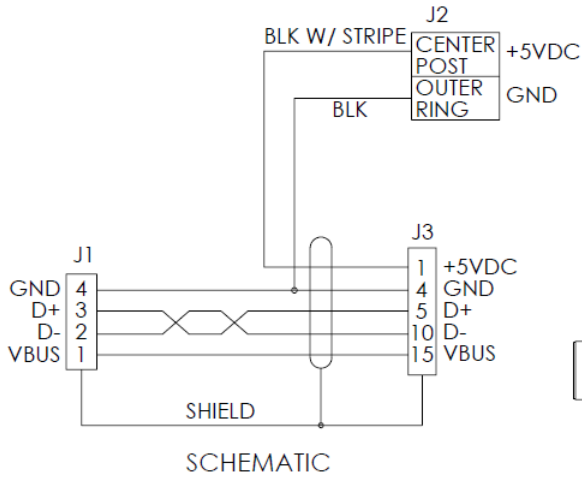 J2
BLK W/ STRIPE
CENTER POST
+5VDC
OUTER RING
GND
BLK
J1
J3
GND 4
D+ 3
D- 2
VBUS 1
1 +5VDC
4 GND
5 D+
10 D-
15 VBUS
SHIELD
SCHEMATIC